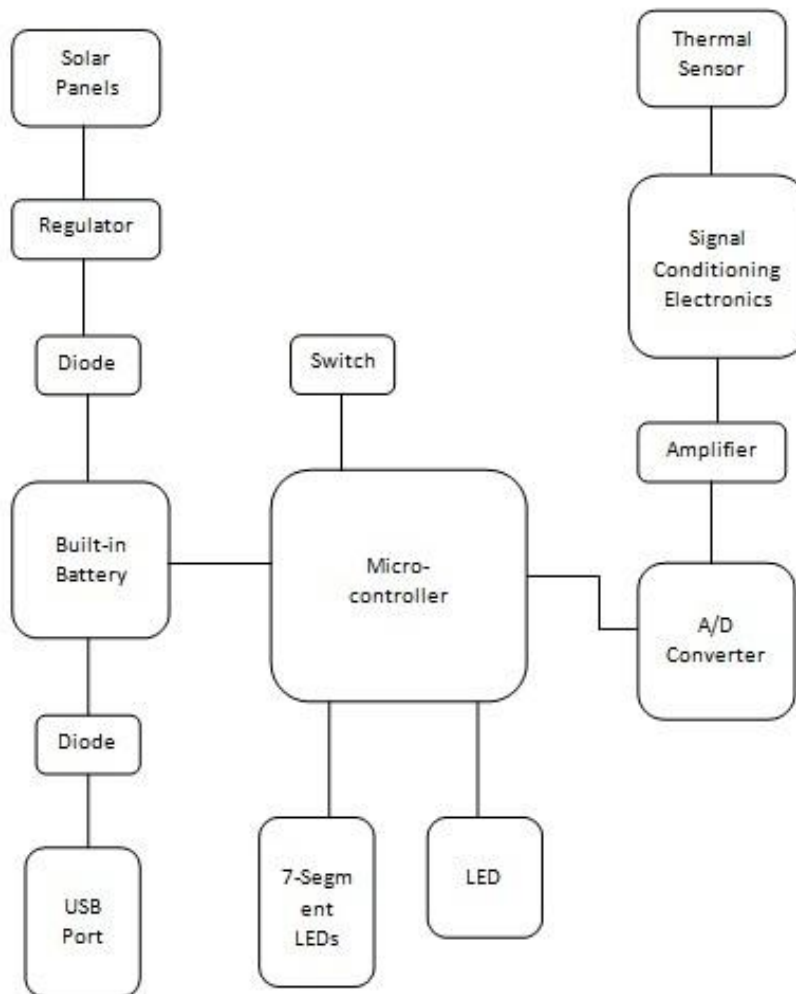 Solar
Panels
Thermal
Sensor
Regulator
Signal
Conditioning
Electronics
Diode
Switch
Amplifier
Built-in
Battery
Micro-
controller
A/D
Converter
Diode
7-Segm
ent
LEDs
LED
USB
Port